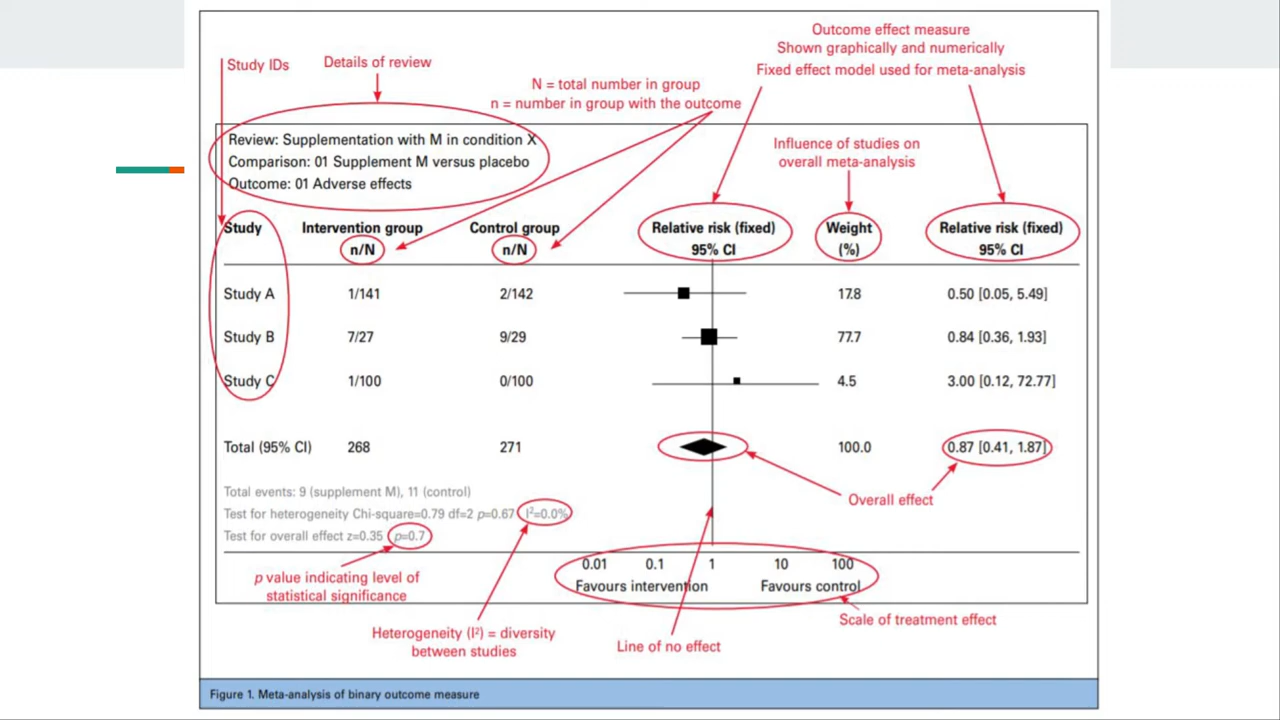 Outcome effect measure
Shown graphically and numerically
Fixed effect model used for meta-analysis
Study IDs
Details of review
N = total number in group
n = number in group with the outcome
Influence of studies on
overall meta-analysis
Review: Supplementation with M in condition X
Comparison: 01 Supplement M versus placebo
Outcome: 01 Adverse effects
Study Intervention group Control group Relative risk (fixed) Weight Relative risk (fixed)
n/N n/N 95% CI (%) 95% CI
Study A 1/141 2/142 17.8 0.50 [0.05, 5.49]
Study B 7/27 9/29 77.7 0.84 [0.36, 1.93]
Study C 1/100 0/100 4.5 3.00 [0.12, 72.77]
Total (95% CI) 268 271 100.0 0.87 [0.41, 1.87]
Total events: 9 (supplement M), 11 (control)
Test for heterogeneity Chi-square=0.79 df=2 p=0.67 I²=0.0%
Test for overall effect z=0.35 p=0.7
Overall effect
0.01 0.1 1 10 100
Favours intervention Favours control
p value indicating level of
statistical significance
Scale of treatment effect
Heterogeneity (I²) = diversity
between studies
Line of no effect
Figure 1. Meta-analysis of binary outcome measure